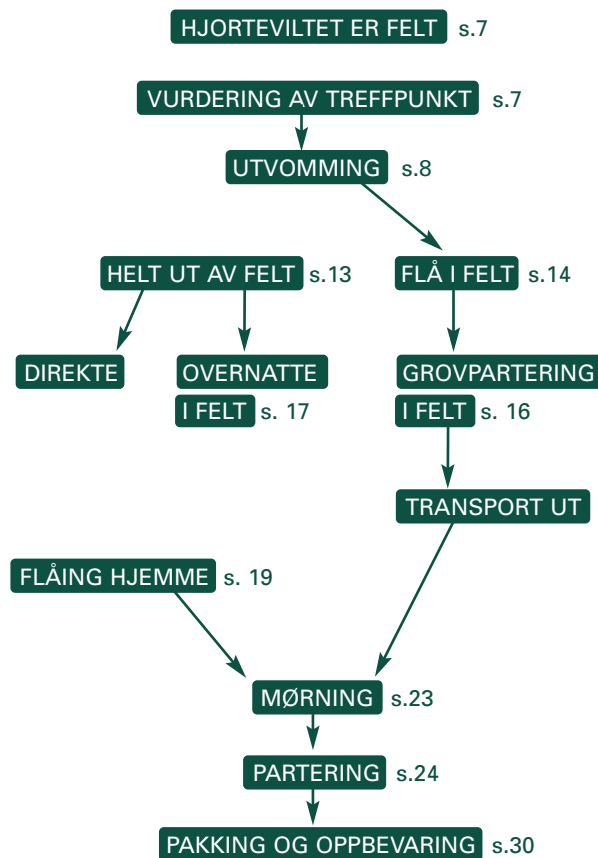 HJORTEVILTET ER FELT s.7
VURDERING AV TREFFPUNKT s.7
UTVOMMING s.8
HELT UT AV FELT s.13
FLÅ I FELT s.14
DIREKTE
OVERNATTE
I FELT s. 17
GROVPARTERING
I FELT s. 16
TRANSPORT UT
FLÅING HJEMME s. 19
MØRNING s.23
PARTERING s.24
PAKKING OG OPPBEVARING s.30